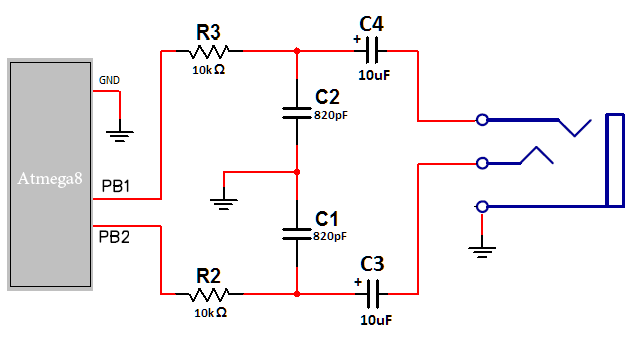 R3
10kΩ
C4
+
10uF
GND
C2
820pF
Atmega8
PB1
PB2
C1
820pF
R2
10kΩ
C3
+
10uF